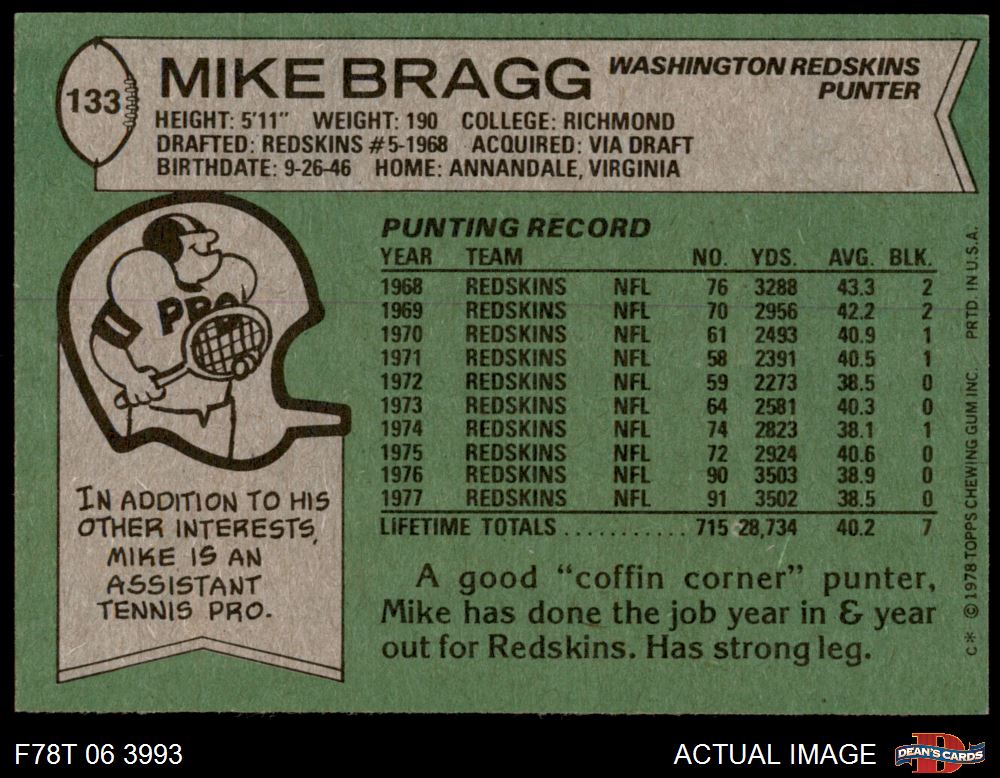 133
MIKE BRAGG
WASHINGTON REDSKINS
PUNTER
HEIGHT: 5'11" WEIGHT: 190 COLLEGE: RICHMOND
DRAFTED: REDSKINS #5-1968 ACQUIRED: VIA DRAFT
BIRTHDATE: 9-26-46 HOME: ANNANDALE, VIRGINIA
PRO
IN ADDITION TO HIS
OTHER INTERESTS,
MIKE IS AN
ASSISTANT
TENNIS PRO.
PUNTING RECORD
YEAR TEAM NO. YDS. AVG. BLK.
1968 REDSKINS NFL 76 3288 43.3 2
1969 REDSKINS NFL 70 2956 42.2 2
1970 REDSKINS NFL 61 2493 40.9 1
1971 REDSKINS NFL 58 2391 40.5 1
1972 REDSKINS NFL 59 2273 38.5 0
1973 REDSKINS NFL 64 2581 40.3 0
1974 REDSKINS NFL 74 2823 38.1 1
1975 REDSKINS NFL 72 2924 40.6 0
1976 REDSKINS NFL 90 3503 38.9 0
1977 REDSKINS NFL 91 3502 38.5 0
LIFETIME TOTALS ........... 715 28,734 40.2 7
A good “coffin corner” punter,
Mike has done the job year in & year
out for Redskins. Has strong leg.
C* © 1978 TOPPS CHEWING GUM INC. PRTD. IN U.S.A.
F78T 06 3993
ACTUAL IMAGE
D
DEAN'S CARDS